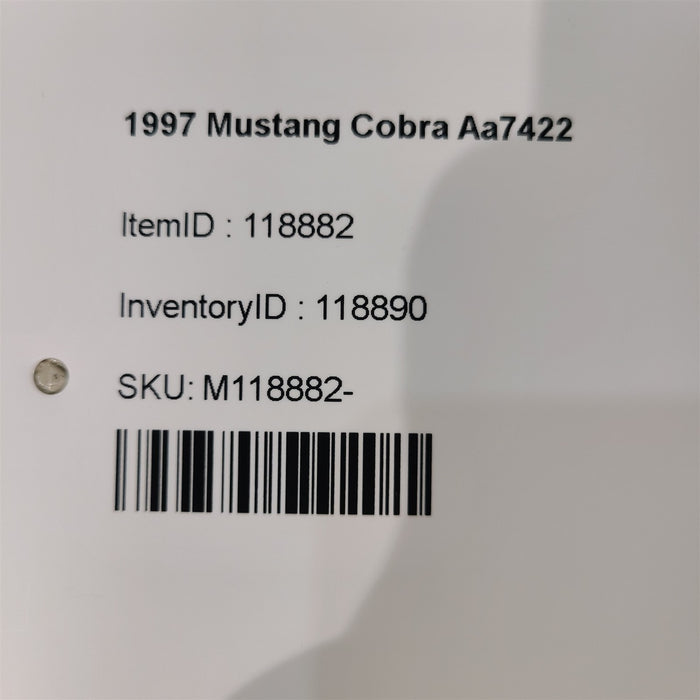 1997 Mustang Cobra Aa7422
ItemID : 118882
InventoryID : 118890
SKU: M118882-